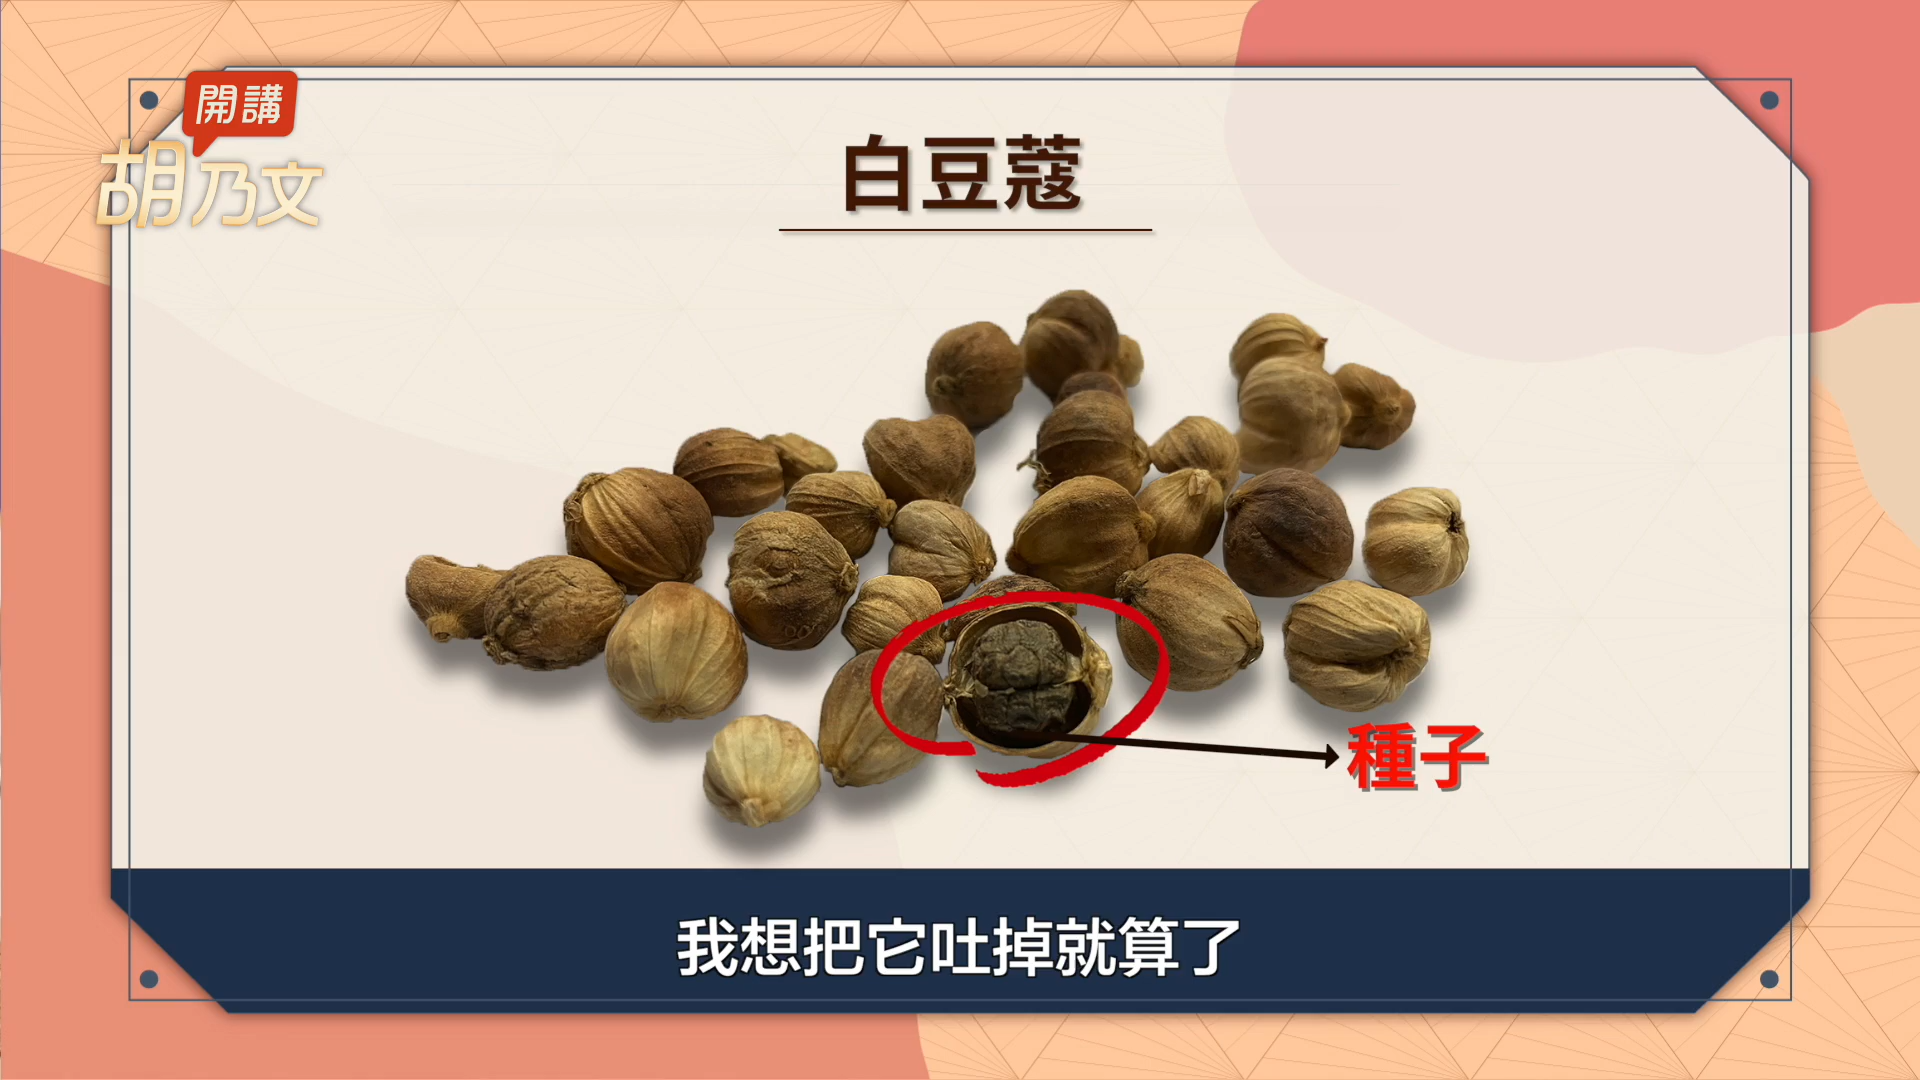 開講
胡乃文
白豆蔻
種子
我想把它吐掉就算了